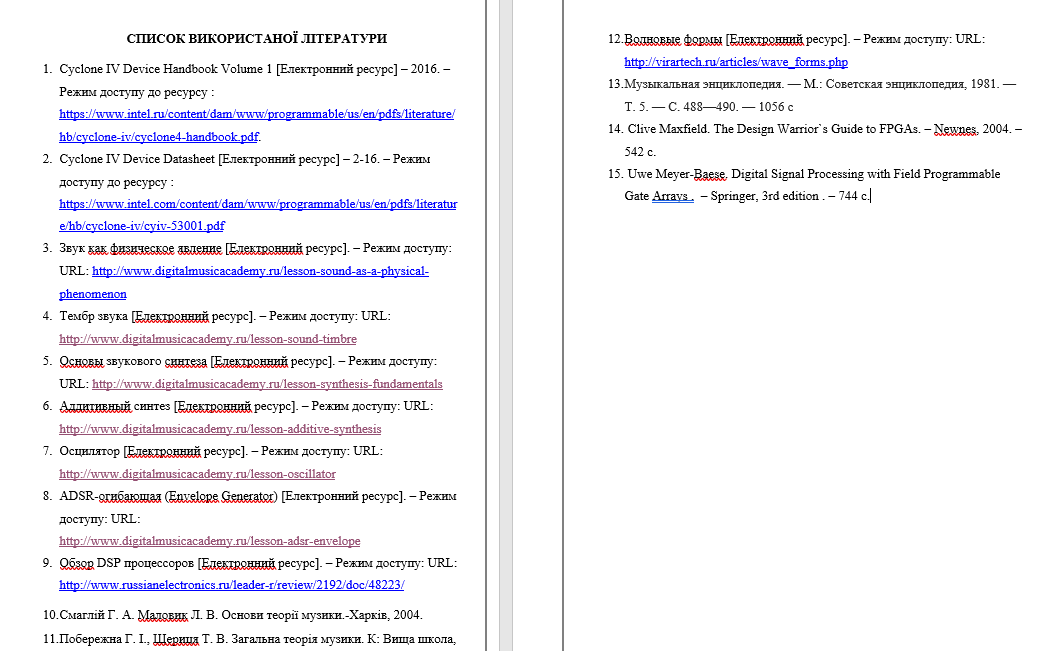 СПИСОК ВИКОРИСТАНОЇ ЛІТЕРАТУРИ
1. Cyclone IV Device Handbook Volume 1 [Електронний ресурс] – 2016. –
Режим доступу до ресурсу :
https://www.intel.ru/content/dam/www/programmable/us/en/pdfs/literature/
hb/cyclone-iv/cyclone4-handbook.pdf.
2. Cyclone IV Device Datasheet [Електронний ресурс] – 2-16. – Режим
доступу до ресурсу :
https://www.intel.com/content/dam/www/programmable/us/en/pdfs/literatur
e/hb/cyclone-iv/cyiv-53001.pdf
3. Звук как физическое явление [Електронний ресурс]. – Режим доступу:
URL: http://www.digitalmusicacademy.ru/lesson-sound-as-a-physical-
phenomenon
4. Тембр звука [Електронний ресурс]. – Режим доступу: URL:
http://www.digitalmusicacademy.ru/lesson-sound-timbre
5. Основы звукового синтеза [Електронний ресурс]. – Режим доступу:
URL: http://www.digitalmusicacademy.ru/lesson-synthesis-fundamentals
6. Аддитивный синтез [Електронний ресурс]. – Режим доступу: URL:
http://www.digitalmusicacademy.ru/lesson-additive-synthesis
7. Осцилятор [Електронний ресурс]. – Режим доступу: URL:
http://www.digitalmusicacademy.ru/lesson-oscillator
8. ADSR-огибающая (Envelope Generator) [Електронний ресурс]. – Режим
доступу: URL:
http://www.digitalmusicacademy.ru/lesson-adsr-envelope
9. Обзор DSP процессоров [Електронний ресурс]. – Режим доступу: URL:
http://www.russianelectronics.ru/leader-r/review/2192/doc/48223/
10.Смаглій Г. А. Маловик Л. В. Основи теорії музики.-Харків, 2004.
11.Побережна Г. І., Щериця Т. В. Загальна теорія музики. К: Вища школа,
12.Волновые формы [Електронний ресурс]. – Режим доступу: URL:
http://virartech.ru/articles/wave_forms.php
13.Музыкальная энциклопедия. — М.: Советская энциклопедия, 1981. —
Т. 5. — С. 488—490. — 1056 с
14. Clive Maxfield. The Design Warrior`s Guide to FPGAs. – Newnes, 2004. –
542 c.
15. Uwe Meyer-Baese. Digital Signal Processing with Field Programmable
Gate Arrays . – Springer, 3rd edition . – 744 c.